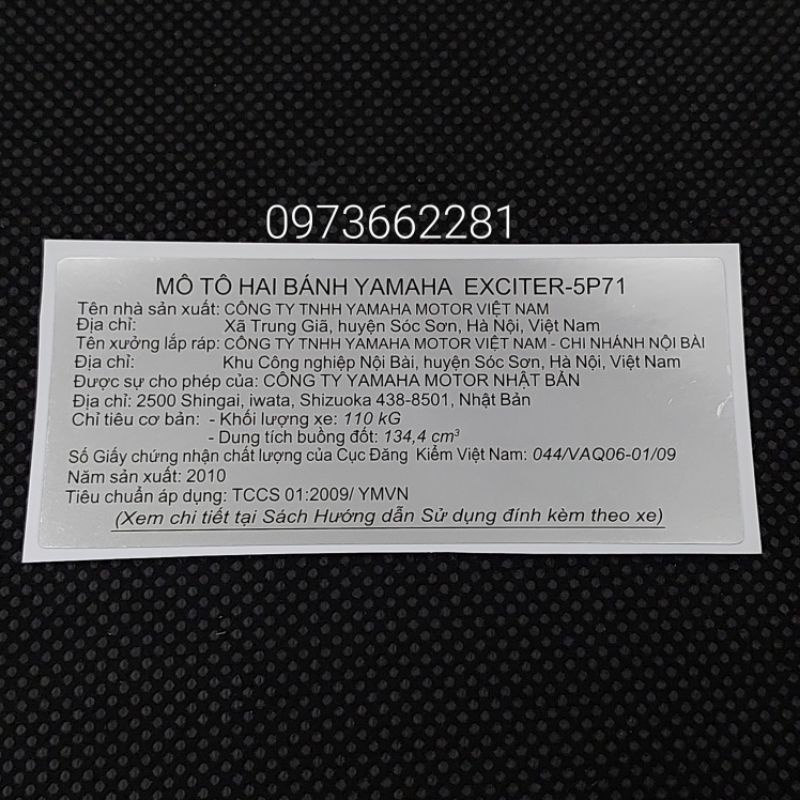 0973662281
MÔ TÔ HAI BÁNH YAMAHA EXCITER-5P71
Tên nhà sản xuất: CÔNG TY TNHH YAMAHA MOTOR VIỆT NAM
Địa chỉ: Xã Trung Giã, huyện Sóc Sơn, Hà Nội, Việt Nam
Tên xưởng lắp ráp: CÔNG TY TNHH YAMAHA MOTOR VIỆT NAM - CHI NHÁNH NỘI BÀI
Địa chỉ: Khu Công nghiệp Nội Bài, huyện Sóc Sơn, Hà Nội, Việt Nam
Được sự cho phép của: CÔNG TY YAMAHA MOTOR NHẬT BẢN
Địa chỉ: 2500 Shingai, iwata, Shizuoka 438-8501, Nhật Bản
Chỉ tiêu cơ bản: - Khối lượng xe: 110 kG
- Dung tích buồng đốt: 134,4 cm³
Số Giấy chứng nhận chất lượng của Cục Đăng Kiểm Việt Nam: 044/VAQ06-01/09
Năm sản xuất: 2010
Tiêu chuẩn áp dụng: TCCS 01:2009/ YMVN
(Xem chi tiết tại Sách Hướng dẫn Sử dụng đính kèm theo xe)